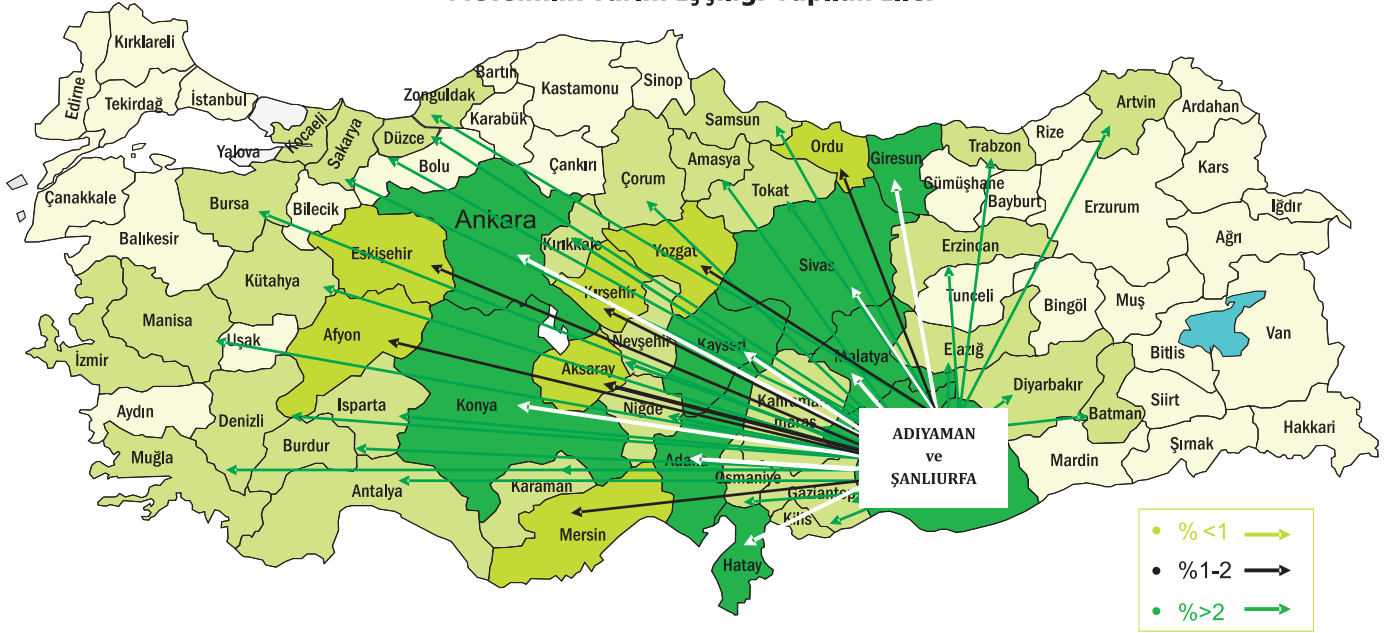 Kırklareli
Edirne
Tekirdağ
İstanbul
Yalova
Kocaeli
Sakarya
Düzce
Zonguldak
Bartın
Karabük
Kastamonu
Sinop
Bolu
Çankırı
Samsun
Amasya
Çorum
Tokat
Ordu
Giresun
Trabzon
Gümüşhane
Bayburt
Rize
Artvin
Ardahan
Kars
Iğdır
Erzurum
Ağrı
Çanakkale
Balıkesir
Bursa
Bilecik
Eskişehir
Ankara
Kırıkkale
Yozgat
Sivas
Erzincan
Tunceli
Bingöl
Muş
Van
Bitlis
Kütahya
Manisa
Uşak
Afyon
Kırşehir
Nevşehir
Kayseri
Malatya
Elazığ
Diyarbakır
Batman
Siirt
Hakkari
Şırnak
Mardin
İzmir
Aydın
Denizli
Isparta
Burdur
Muğla
Antalya
Konya
Aksaray
Niğde
Karaman
Mersin
Osmaniye
Kilis
Hatay
ADIYAMAN
ve
ŞANLIURFA
• % <1
• %1-2
• %>2